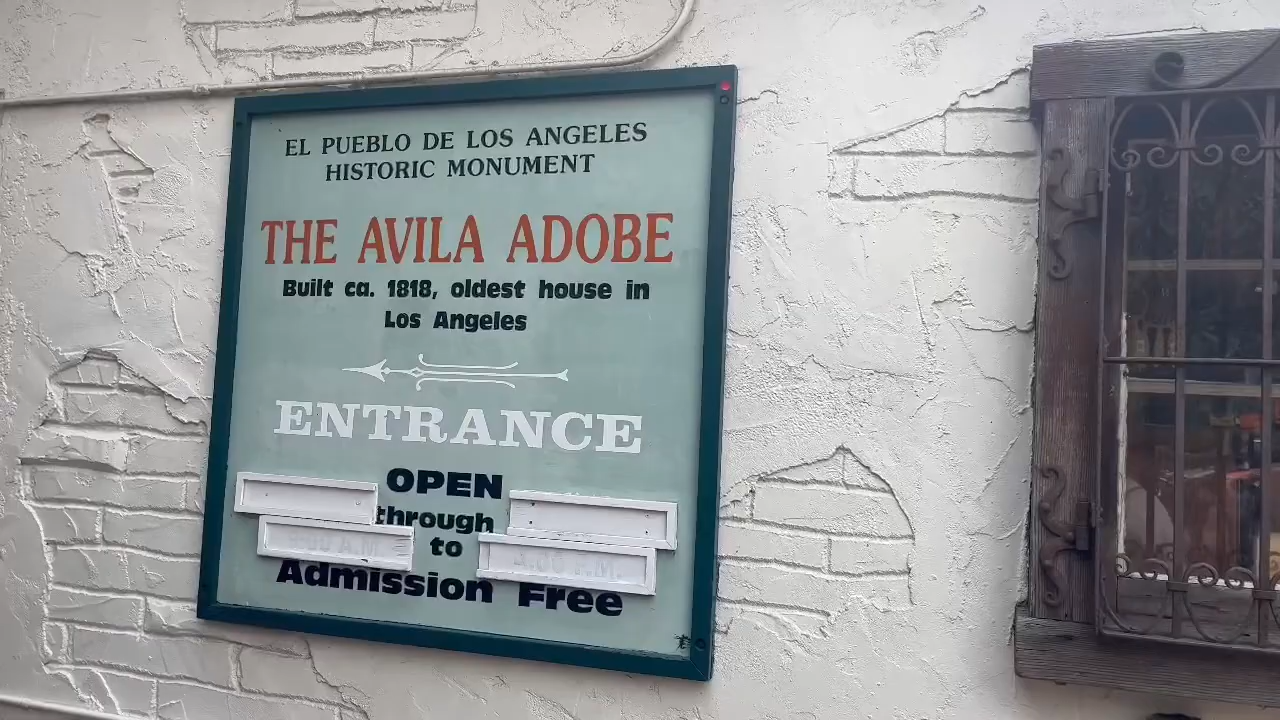 EL PUEBLO DE LOS ANGELES
HISTORIC MONUMENT
THE AVILA ADOBE
Built ca. 1818, oldest house in
Los Angeles
ENTRANCE
OPEN
through
to
Admission Free